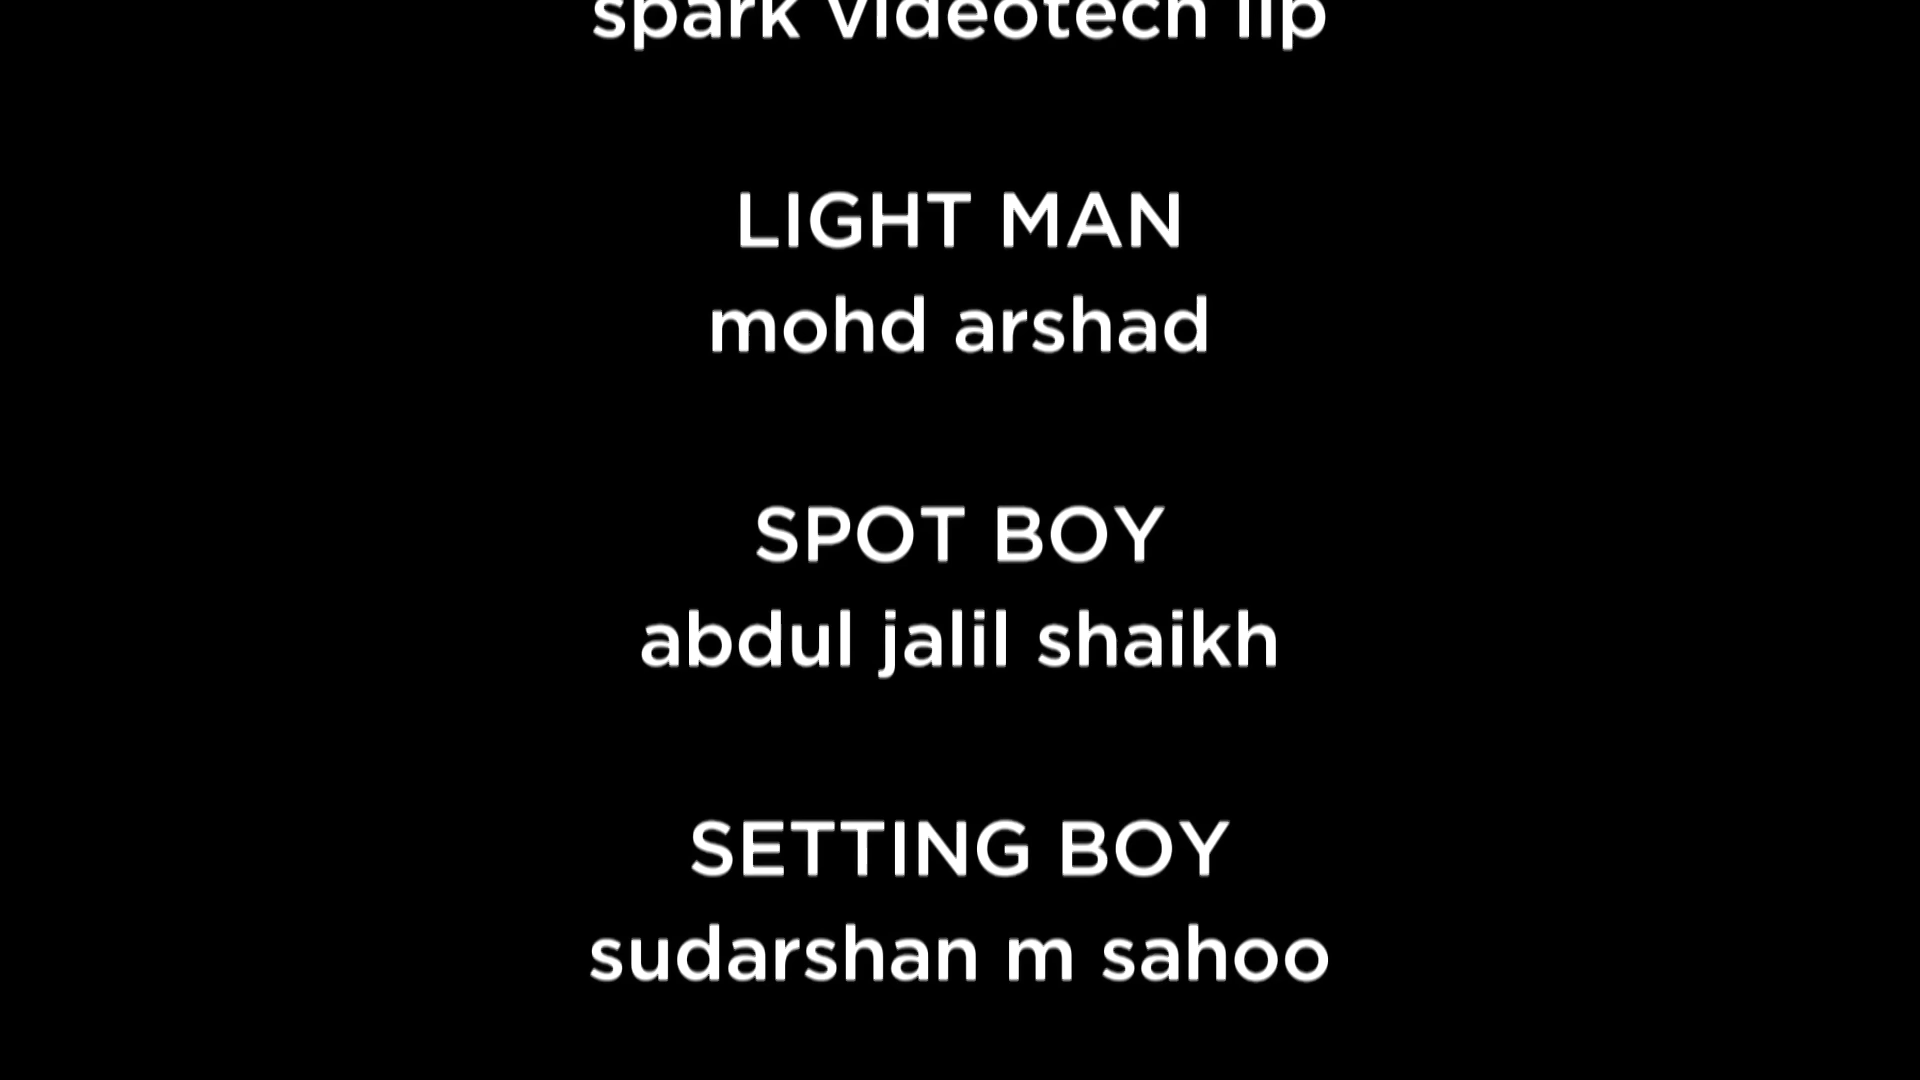 spark videotech llp
LIGHT MAN
mohd arshad
SPOT BOY
abdul jalil shaikh
SETTING BOY
sudarshan m sahoo